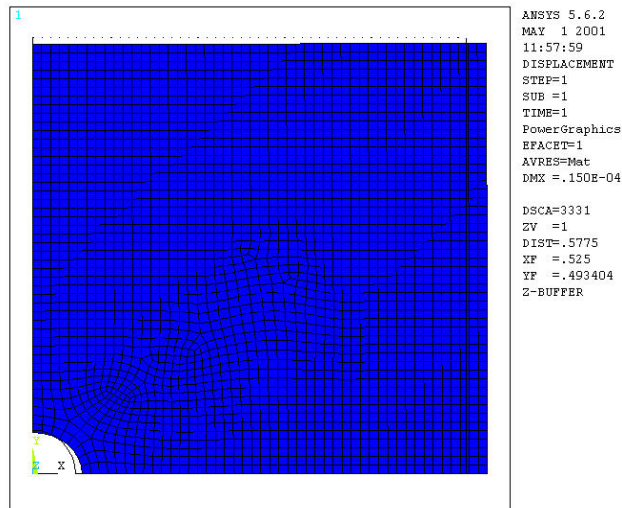 1
ANSYS 5.6.2
MAY 1 2001
11:57:59
DISPLACEMENT
STEP=1
SUB =1
TIME=1
PowerGraphics
EFACET=1
AVRES=Mat
DMX =.150E-04
DSCA=3331
ZV =1
DIST=.5775
XF =.525
YF =.493404
Z-BUFFER
Y
Z X